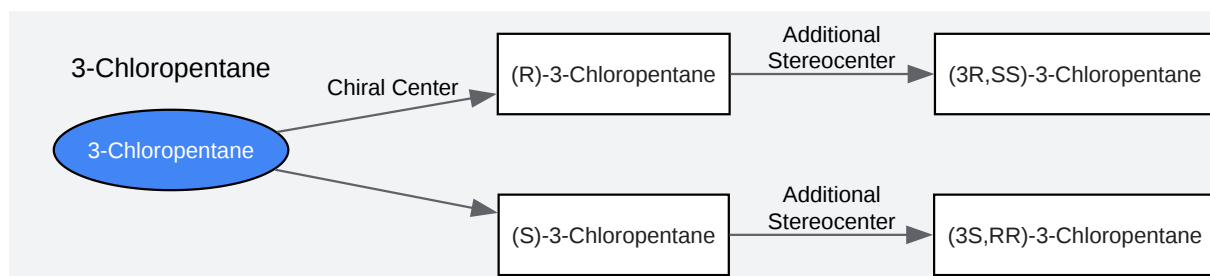 3-Chloropentane
3-Chloropentane
Chiral Center
(R)-3-Chloropentane
Additional
Stereocenter
(3R,SS)-3-Chloropentane
(S)-3-Chloropentane
Additional
Stereocenter
(3S,RR)-3-Chloropentane